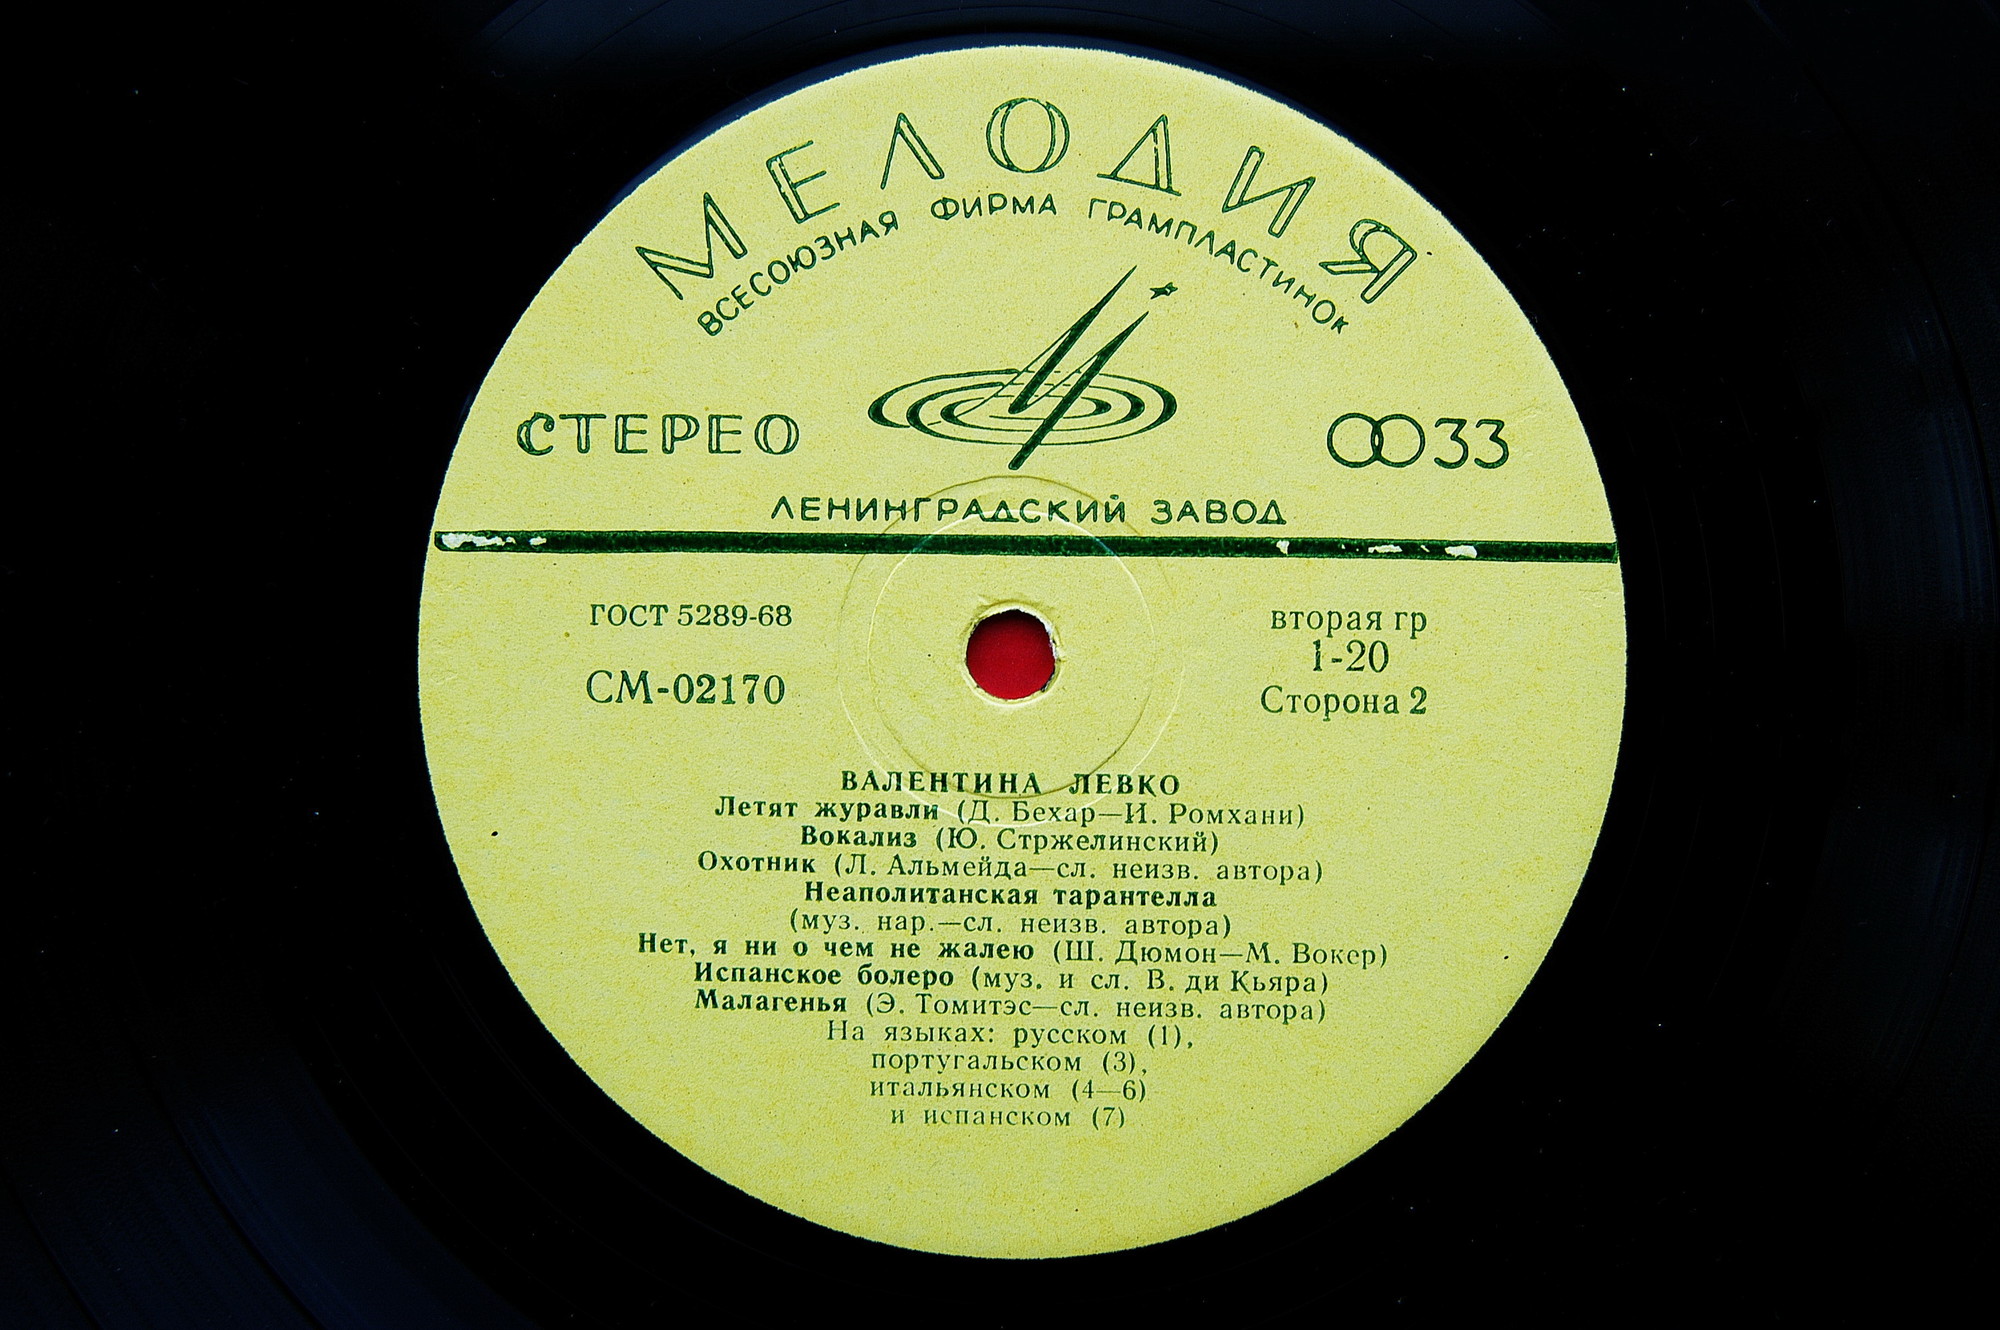 МЕЛОДИЯ
ВСЕСОЮЗНАЯ ФИРМА ГРАМПЛАСТИНОК
СТЕРЕО
33
ЛЕНИНГРАДСКИЙ ЗАВОД
ГОСТ 5289-68
вторая гр
1-20
СМ-02170
Сторона 2
ВАЛЕНТИНА ЛЕВКО
Летят журавли (Д. Бехар—И. Ромхани)
Вокализ (Ю. Стржелинский)
Охотник (Л. Альмейда—сл. неизв. автора)
Неаполитанская тарантелла
(муз. нар.—сл. неизв. автора)
Нет, я ни о чем не жалею (Ш. Дюмон—М. Вокер)
Испанское болеро (муз. и сл. В. ди Кьяра)
Малагенья (Э. Томитэс—сл. неизв. автора)
На языках: русском (1),
португальском (3),
итальянском (4—6)
и испанском (7)